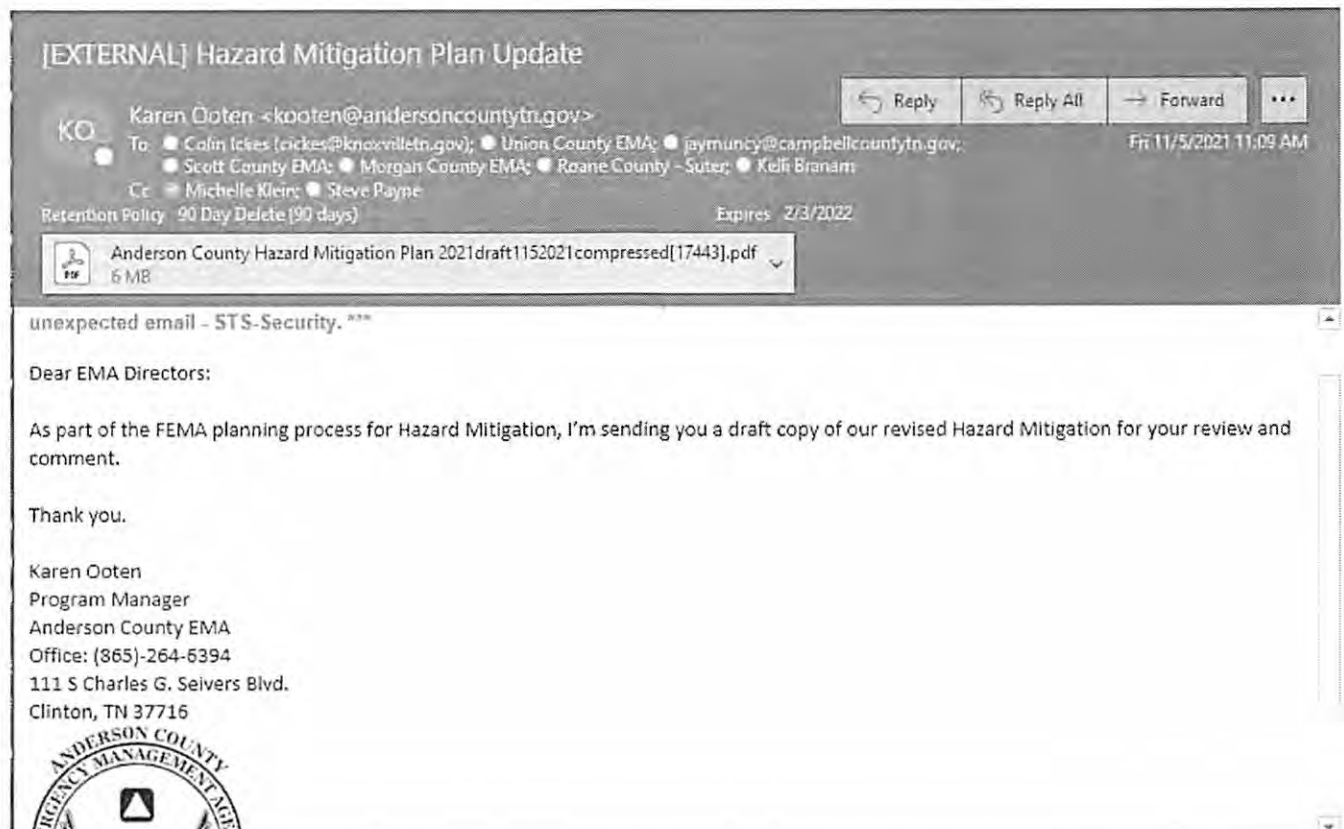 [EXTERNAL] Hazard Mitigation Plan Update
Reply
Reply All
Forward
...
KO
Karen Ooten <kooten@andersoncountytn.gov>
Fri 11/5/2021 11:09 AM
To Colin Ickes (cickes@knoxvilletn.gov); Union County EMA; jaymuncy@campbellcountytn.gov;
Scott County EMA; Morgan County EMA; Roane County - Suter; Kelli Branam
Cc Michelle Klein; Steve Payne
Retention Policy 90 Day Delete (90 days) Expires 2/3/2022
PDF
Anderson County Hazard Mitigation Plan 2021draft1152021compressed[17443].pdf
6 MB
unexpected email - STS-Security. ***
Dear EMA Directors:
As part of the FEMA planning process for Hazard Mitigation, I'm sending you a draft copy of our revised Hazard Mitigation for your review and
comment.
Thank you.
Karen Ooten
Program Manager
Anderson County EMA
Office: (865)-264-6394
111 S Charles G. Seivers Blvd.
Clinton, TN 37716
ANDERSON COUNTY
RGENCY MANAGEMENT AGE